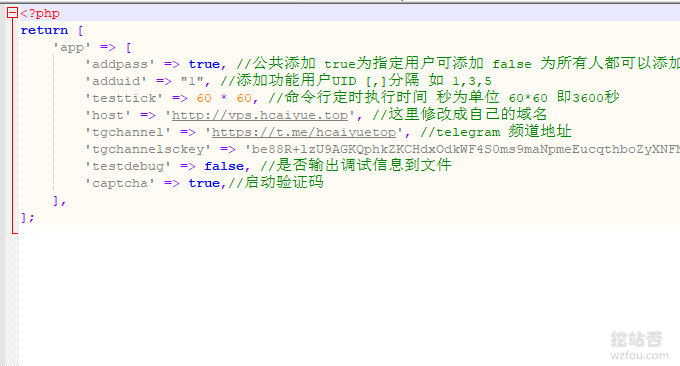 <?php
return [
'app' => [
'addpass' => true, //公共添加 true为指定用户可添加 false 为所有人都可以添加
'adduid' => "1", //添加功能用户UID [,]分隔 如 1,3,5
'testtick' => 60 * 60, //命令行定时执行时间 秒为单位 60*60 即3600秒
'host' => 'http://vps.hcaiyue.top', //这里修改成自己的域名
'tgchannel' => 'https://t.me/hcaiyuetop', //telegram 频道地址
'tgchannelsckey' => 
'testdebug' => false, //是否输出调试信息到文件
'captcha' => true,//启动验证码
],
];
挖站否
wzfou.com